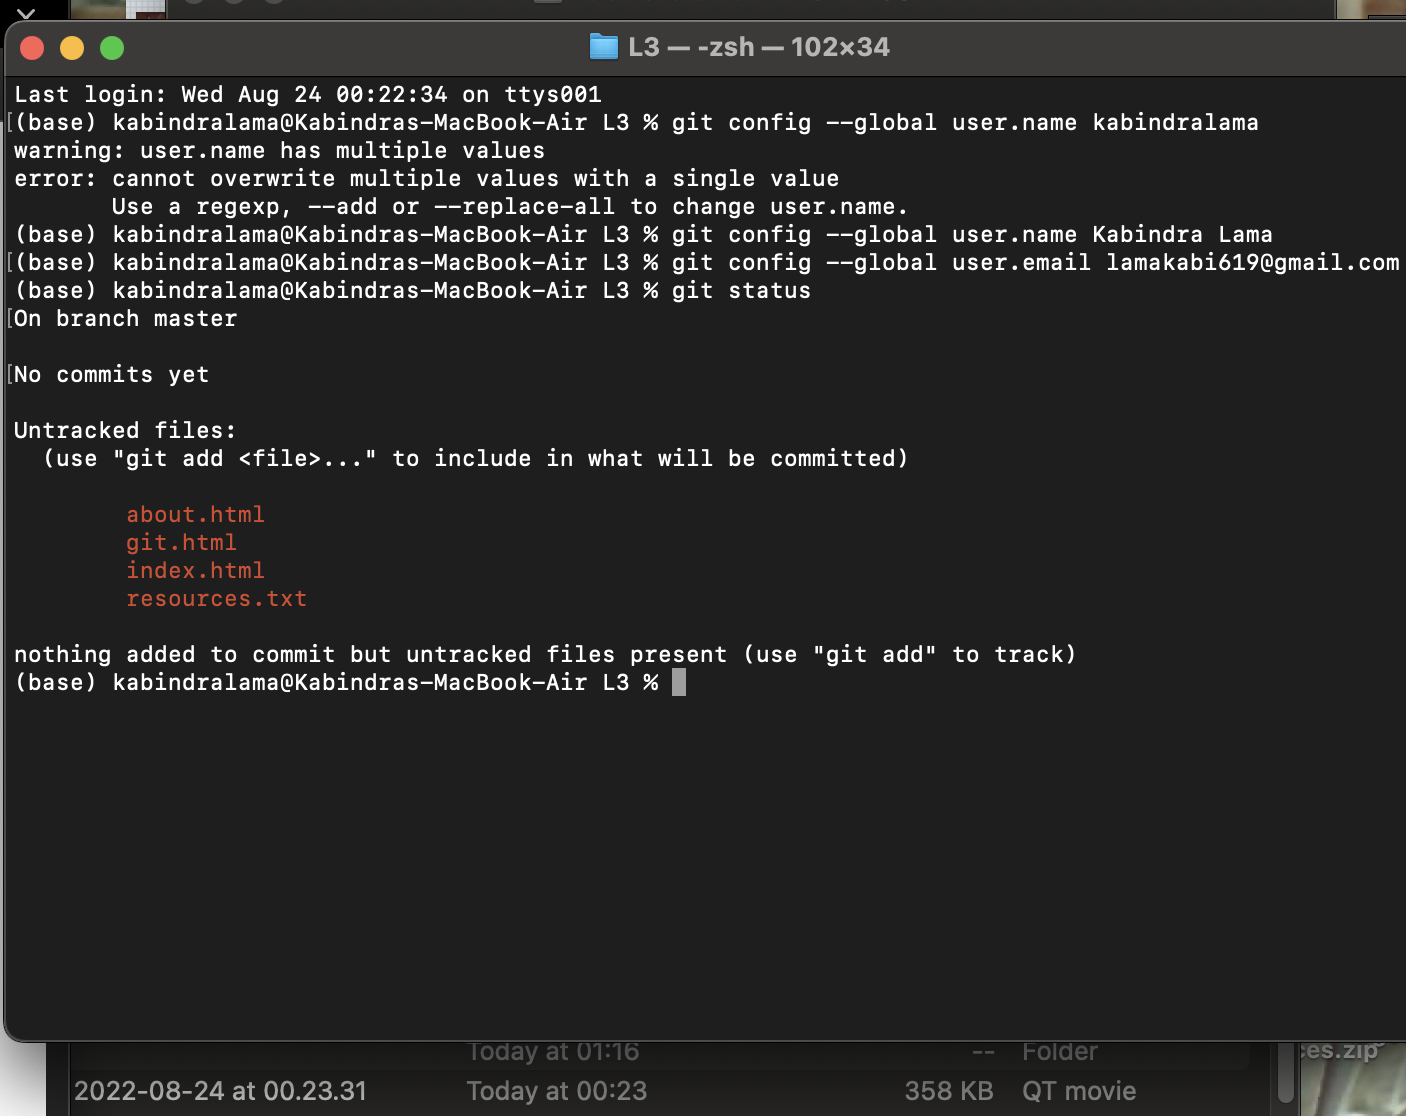 L3 — -zsh — 102×34
Last login: Wed Aug 24 00:22:34 on ttys001
[(base) kabindralama@Kabindras-MacBook-Air L3 % git config --global user.name kabindralama
warning: user.name has multiple values
error: cannot overwrite multiple values with a single value
       Use a regexp, --add or --replace-all to change user.name.
(base) kabindralama@Kabindras-MacBook-Air L3 % git config --global user.name Kabindra Lama
[(base) kabindralama@Kabindras-MacBook-Air L3 % git config --global user.email lamakabi619@gmail.com
(base) kabindralama@Kabindras-MacBook-Air L3 % git status
[On branch master
[No commits yet
Untracked files:
  (use "git add <file>..." to include in what will be committed)
        about.html
        git.html
        index.html
        resources.txt
nothing added to commit but untracked files present (use "git add" to track)
(base) kabindralama@Kabindras-MacBook-Air L3 %
Today at 01:16 -- Folder
ces.zip
2022-08-24 at 00.23.31 Today at 00:23 358 KB QT movie